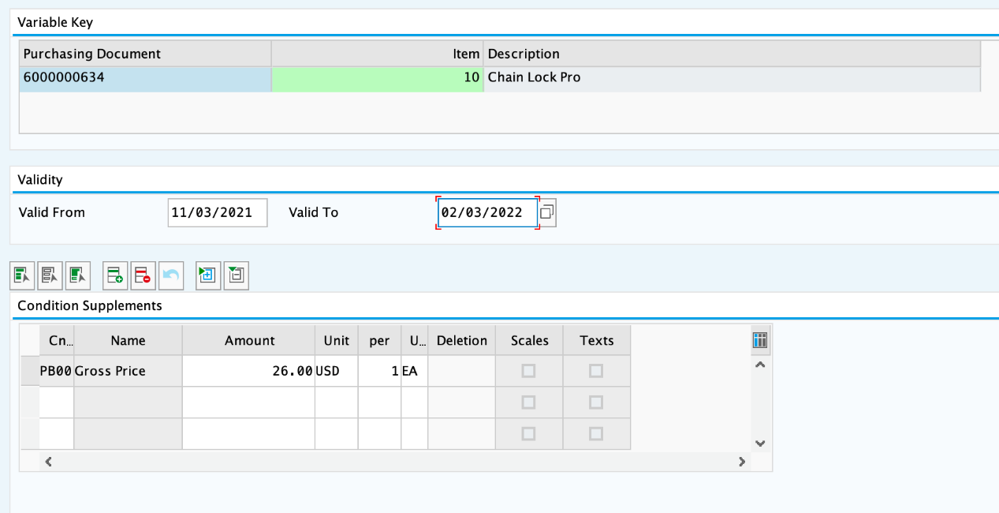 Variable Key
Purchasing Document Item Description
6000000634 10 Chain Lock Pro
Validity
Valid From 11/03/2021 Valid To 02/03/2022
Condition Supplements
Cn... Name Amount Unit per U... Deletion Scales Texts
PB00 Gross Price 26.00 USD 1 EA